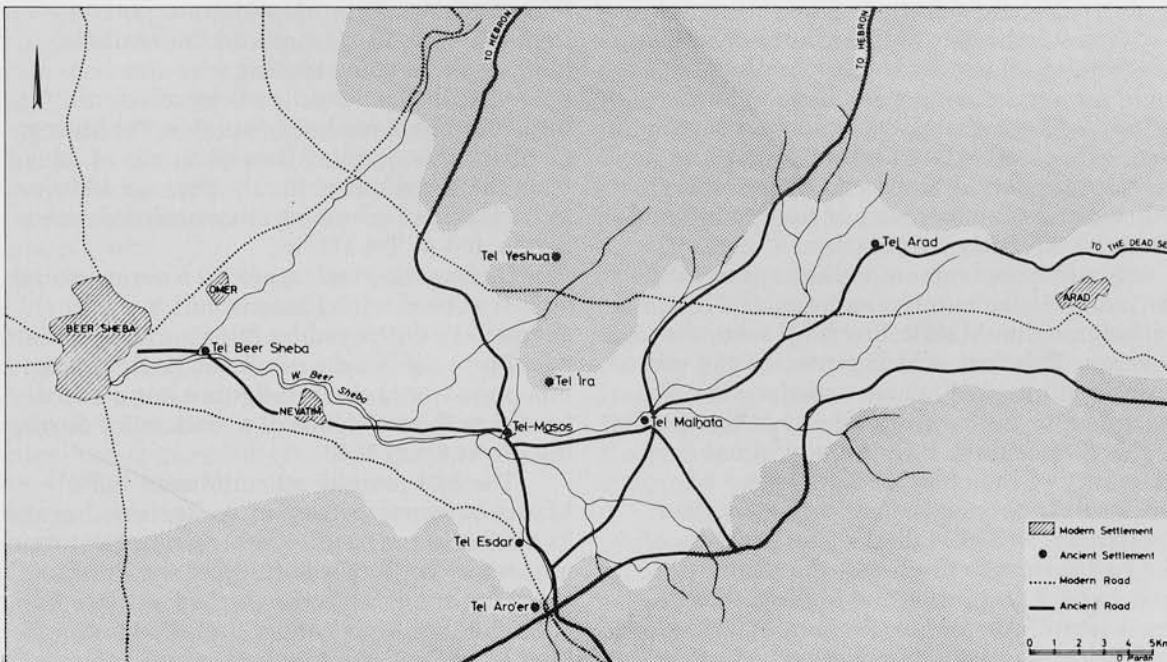 TO HEBRON
TO HEBRON
Tel Yeshua
Tel Arad
TO THE DEAD SE
OMER
ARAD
BEER SHEBA
Tel Beer Sheba
W. Beer Sheba
Tel Ira
NEVATIM
Tel-Masos
Tel Malḥata
Tel Esdar
Tel Aro'er
Modern Settlement
Ancient Settlement
Modern Road
Ancient Road
0 1 2 3 4 5Km